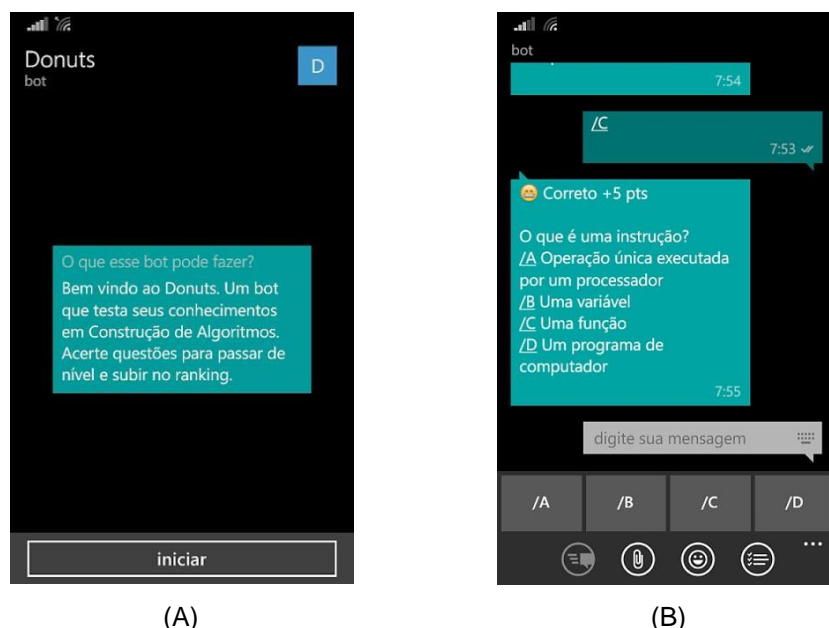 Donuts
bot
D
O que esse bot pode fazer?
Bem vindo ao Donuts. Um bot
que testa seus conhecimentos
em Construção de Algoritmos.
Acerte questões para passar de
nível e subir no ranking.
iniciar
(A)
bot
7:54
/C
7:53
Correto +5 pts
O que é uma instrução?
/A Operação única executada
por um processador
/B Uma variável
/C Uma função
/D Um programa de
computador
7:55
digite sua mensagem
/A /B /C /D
(B)